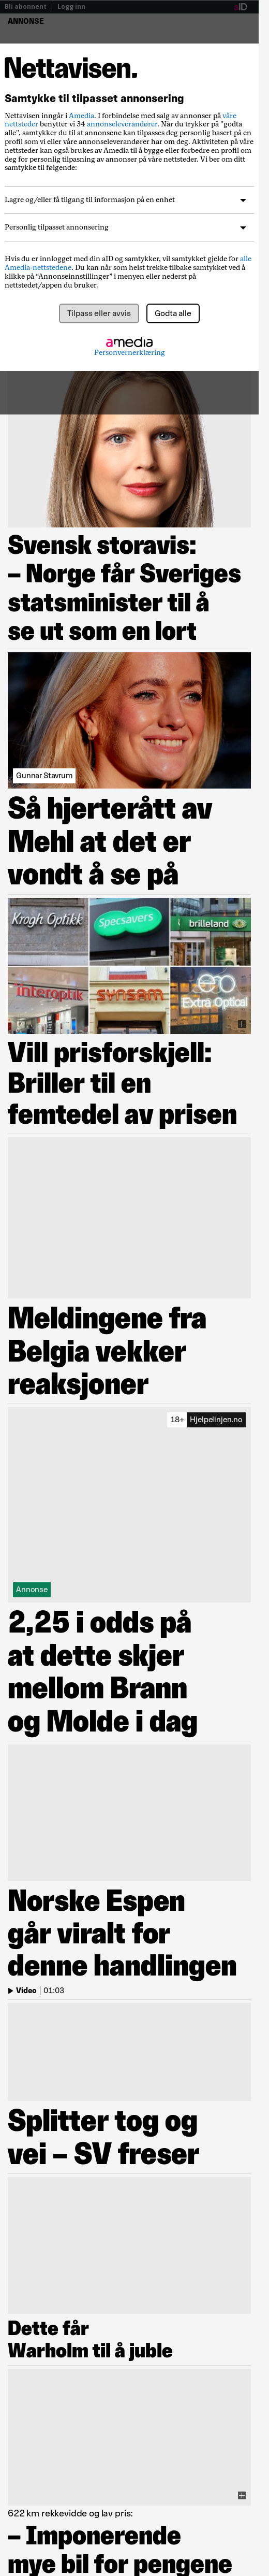 Bli abonnent | Logg inn
aID
ANNONSE
Nettavisen.
Samtykke til tilpasset annonsering
Nettavisen inngår i Amedia. I forbindelse med salg av annonser på våre
nettsteder benytter vi 34 annonseleverandører. Når du trykker på "godta
alle", samtykker du til at annonsene kan tilpasses deg personlig basert på en
profil som vi eller våre annonseleverandører har om deg. Aktiviteten på våre
nettsteder kan også brukes av Amedia til å bygge eller forbedre en profil om
deg for personlig tilpasning av annonser på våre nettsteder. Vi ber om ditt
samtykke til følgende:
Lagre og/eller få tilgang til informasjon på en enhet
Personlig tilpasset annonsering
Hvis du er innlogget med din aID og samtykker, vil samtykket gjelde for alle
Amedia-nettstedene. Du kan når som helst trekke tilbake samtykket ved å
klikke på “Annonseinnstillinger” i menyen eller nederst på
nettstedet/appen du bruker.
Tilpass eller avvis
Godta alle
amedia
Personvernerklæring
Svensk storavis:
– Norge får Sveriges
statsminister til å
se ut som en lort
Gunnar Stavrum
Så hjerterått av
Mehl at det er
vondt å se på
Krogh Optikk
Specsavers
brilleland
interoptik
SYNSAM
Extra Optical
Vill prisforskjell:
Briller til en
femtedel av prisen
Meldingene fra
Belgia vekker
reaksjoner
18+ Hjelpelinjen.no
Annonse
2,25 i odds på
at dette skjer
mellom Brann
og Molde i dag
Norske Espen
går viralt for
denne handlingen
Video | 01:03
Splitter tog og
vei – SV freser
Dette får
Warholm til å juble
622 km rekkevidde og lav pris:
– Imponerende
mye bil for pengene